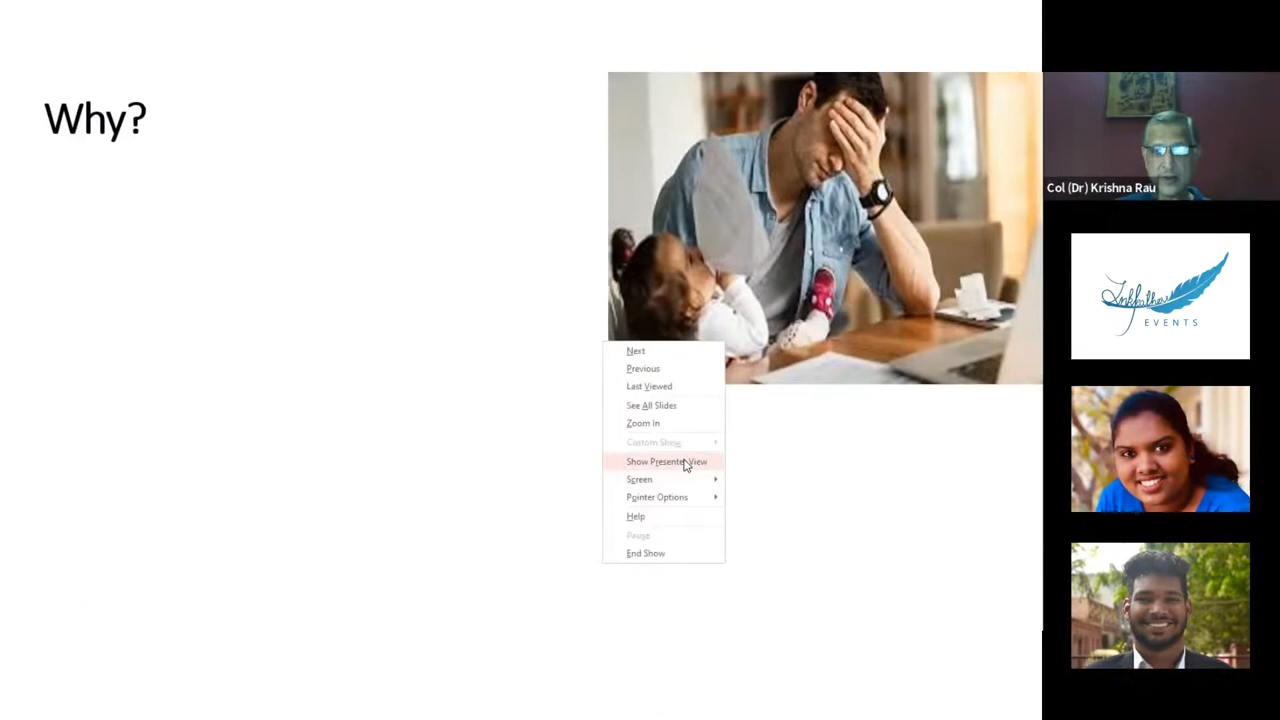 Why?
Next
Previous
Last Viewed
See All Slides
Zoom In
Custom Show
Show Presenter View
Screen
Pointer Options
Help
Pause
End Show
Col (Dr) Krishna Rau
Inkfeather
EVENTS